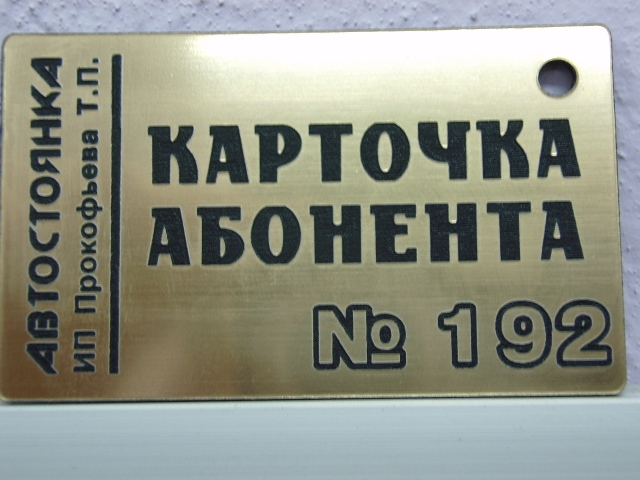 АВТОСТОЯНКА
ИП Прокофьева Т.П.
КАРТОЧКА
АБОНЕНТА
№ 192